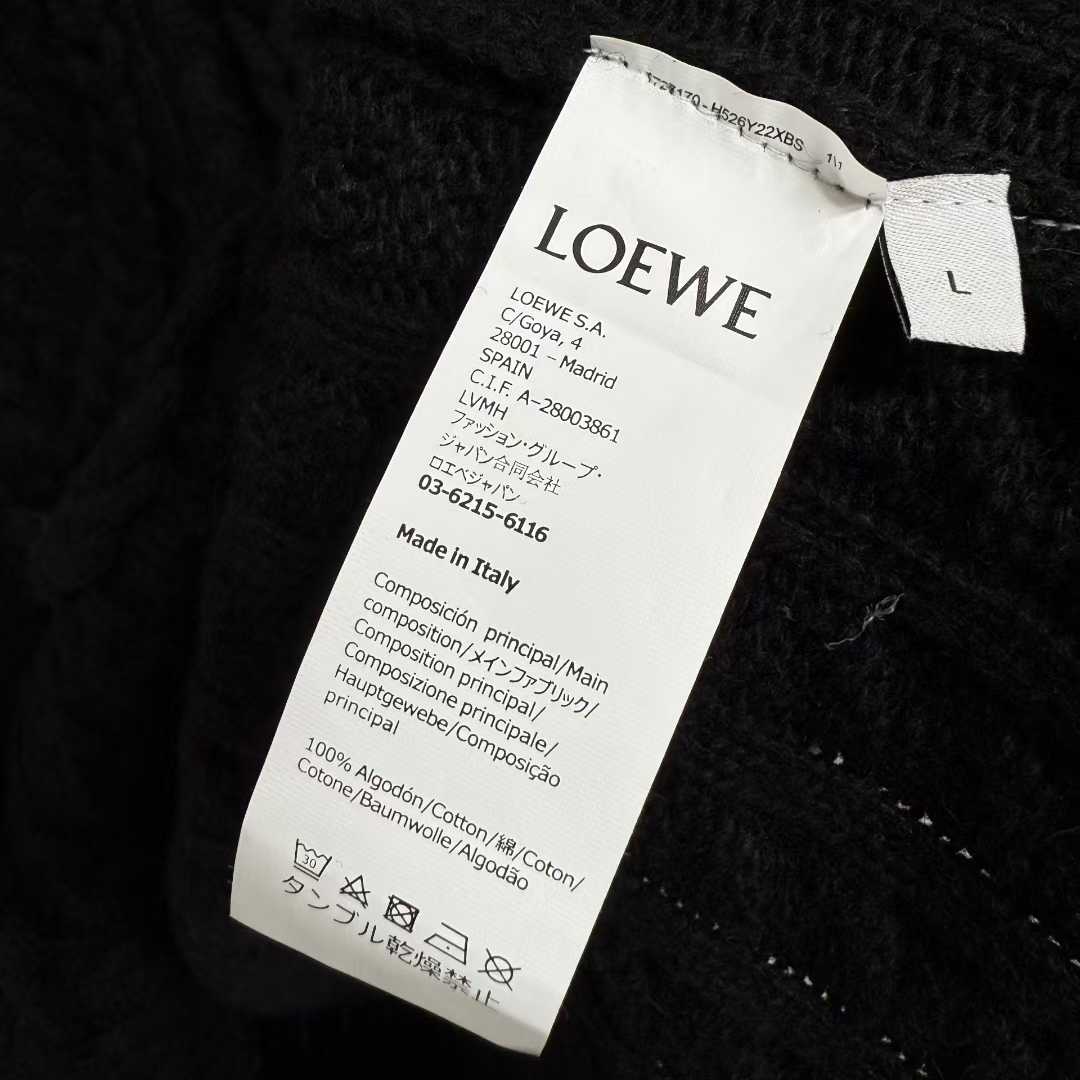 H526Y22XBS 1\1
LOEWE
L
LOEWE S.A.
C/Goya, 4
28001 – Madrid
SPAIN
C.I.F. A–28003861
LVMH
ファッション・グループ・
ジャパン合同会社
ロエベジャパン
03-6215-6116
Made in Italy
Composición principal/Main
composition/メインファブリック/
Composition principal/
Composizione principale/
Hauptgewebe/Composição
principal
100% Algodón/Cotton/綿/Coton/
Cotone/Baumwolle/Algodão
30
タンブル乾燥禁止